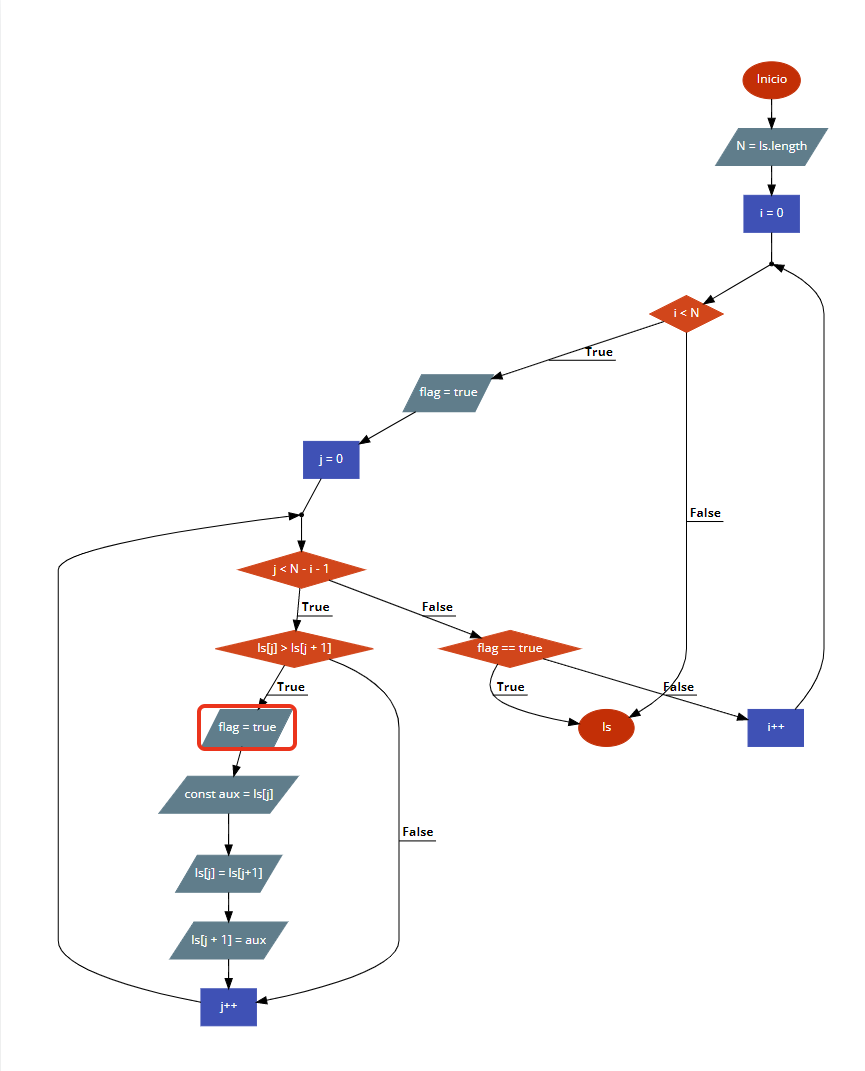 Inicio
N = ls.length
i = 0
i < N
True
flag = true
j = 0
False
j < N - i - 1
True
False
ls[j] > ls[j + 1]
flag == true
True
True
False
flag = true
ls
i++
const aux = ls[j]
False
ls[j] = ls[j+1]
ls[j + 1] = aux
j++